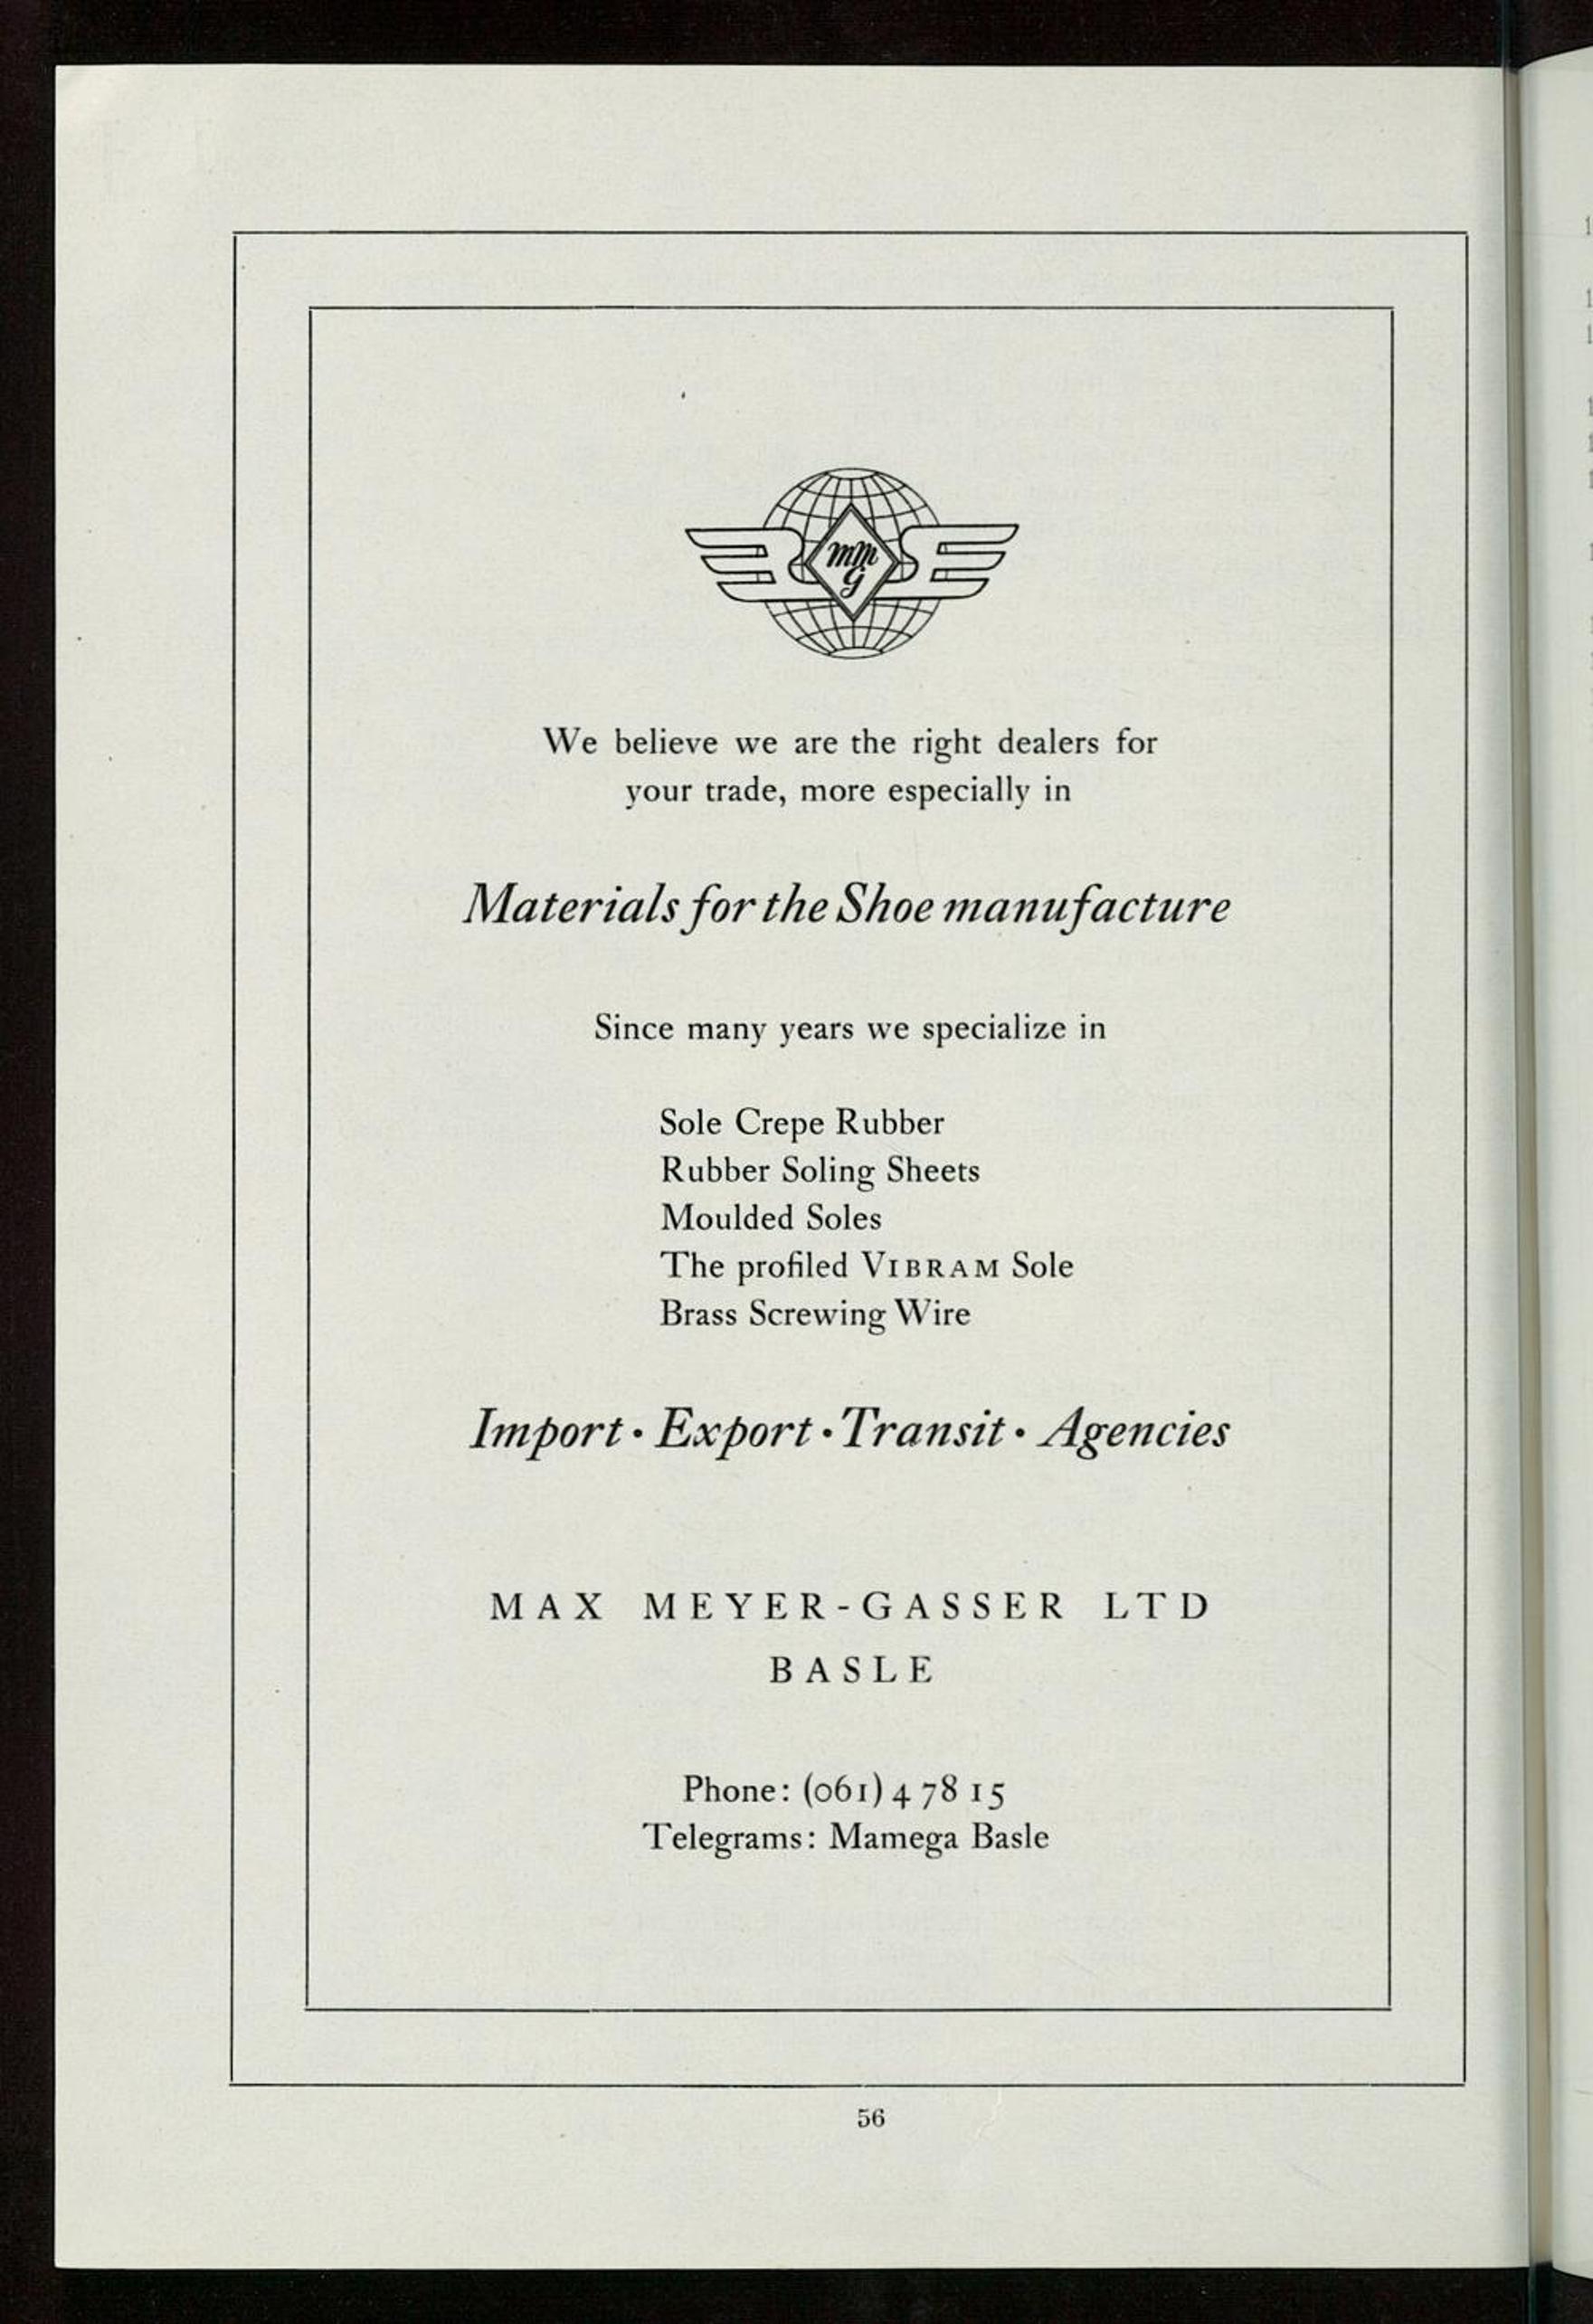 mm
G
We believe we are the right dealers for
your trade, more especially in
Materials for the Shoe manufacture
Since many years we specialize in
Sole Crepe Rubber
Rubber Soling Sheets
Moulded Soles
The profiled VIBRAM Sole
Brass Screwing Wire
Import · Export · Transit · Agencies
MAX MEYER-GASSER LTD
BASLE
Phone: (061) 4 78 15
Telegrams: Mamega Basle
56